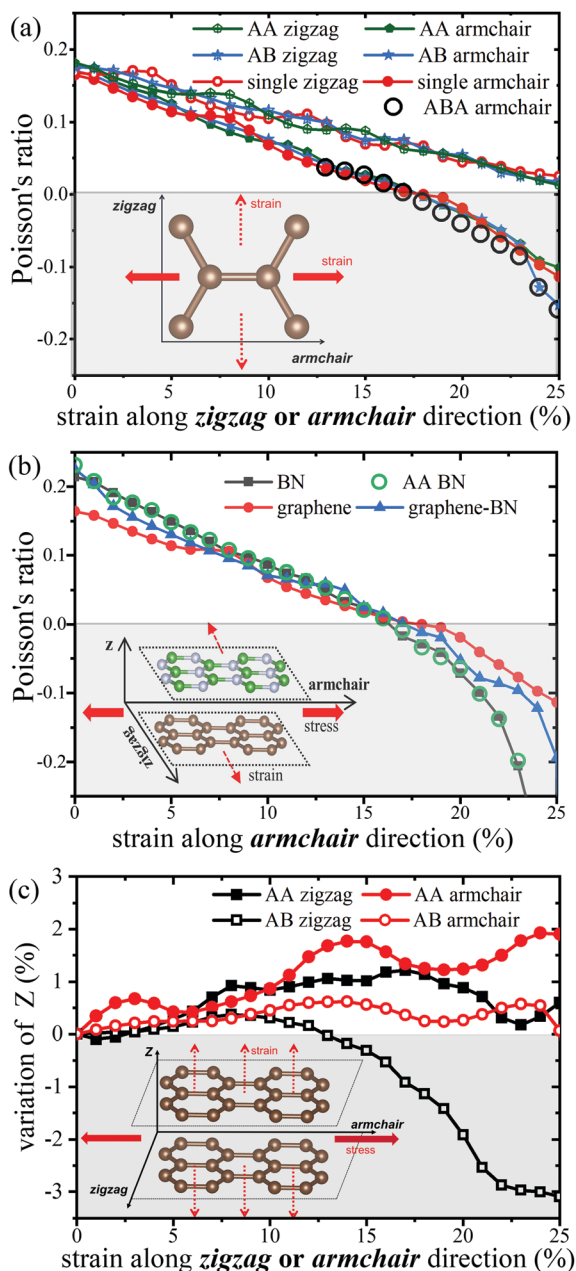 (a)
AA zigzag AA armchair
AB zigzag AB armchair
single zigzag single armchair
ABA armchair
0.2
0.1
0.0
-0.1
-0.2
Poisson's ratio
zigzag
strain
strain
armchair
0 5 10 15 20 25
strain along zigzag or armchair direction (%)
(b)
BN AA BN
graphene graphene-BN
0.2
0.1
0.0
-0.1
-0.2
Poisson's ratio
z
armchair
stress
zigzag
strain
0 5 10 15 20 25
strain along armchair direction (%)
(c)
AA zigzag AA armchair
AB zigzag AB armchair
3
2
1
0
-1
-2
-3
variation of Z (%)
z
strain
armchair
stress
zigzag
0 5 10 15 20 25
strain along zigzag or armchair direction (%)